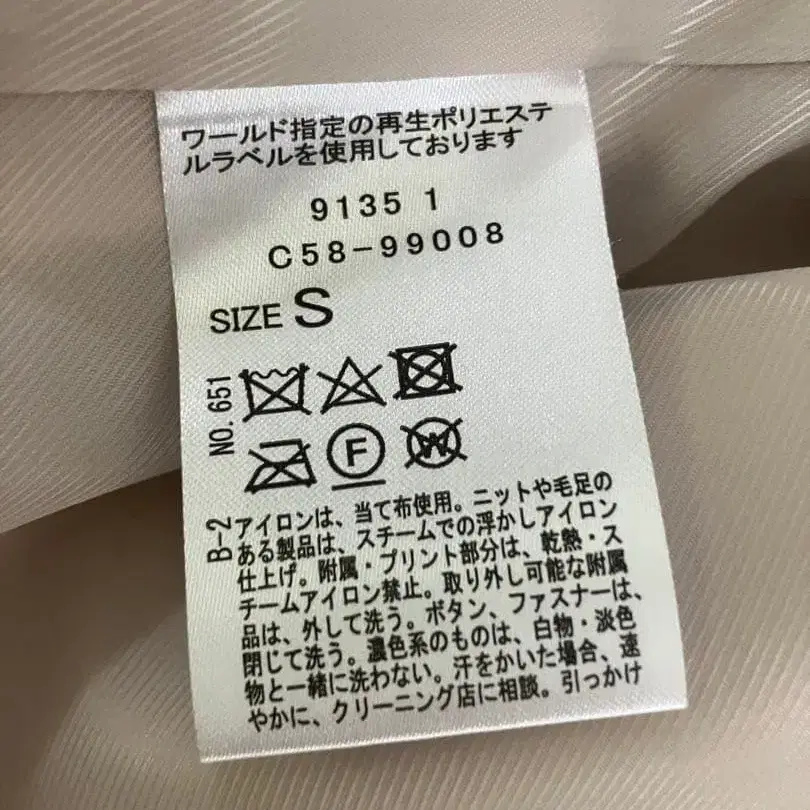 ワールド指定の再生ポリエステ
ルラベルを使用しております
9135 1
C58-99008
SIZE S
NO. 651
F
W
B-2
アイロンは、当て布使用。ニットや毛足の
ある製品は、スチームでの浮かしアイロン
仕上げ。附属・プリント部分は、乾熱・ス
チームアイロン禁止。取り外し可能な附属
品は、外して洗う。ボタン、ファスナーは、
閉じて洗う。濃色系のものは、白物・淡色
物と一緒に洗わない。汗をかいた場合、速
やかに、クリーニング店に相談。引っかけ